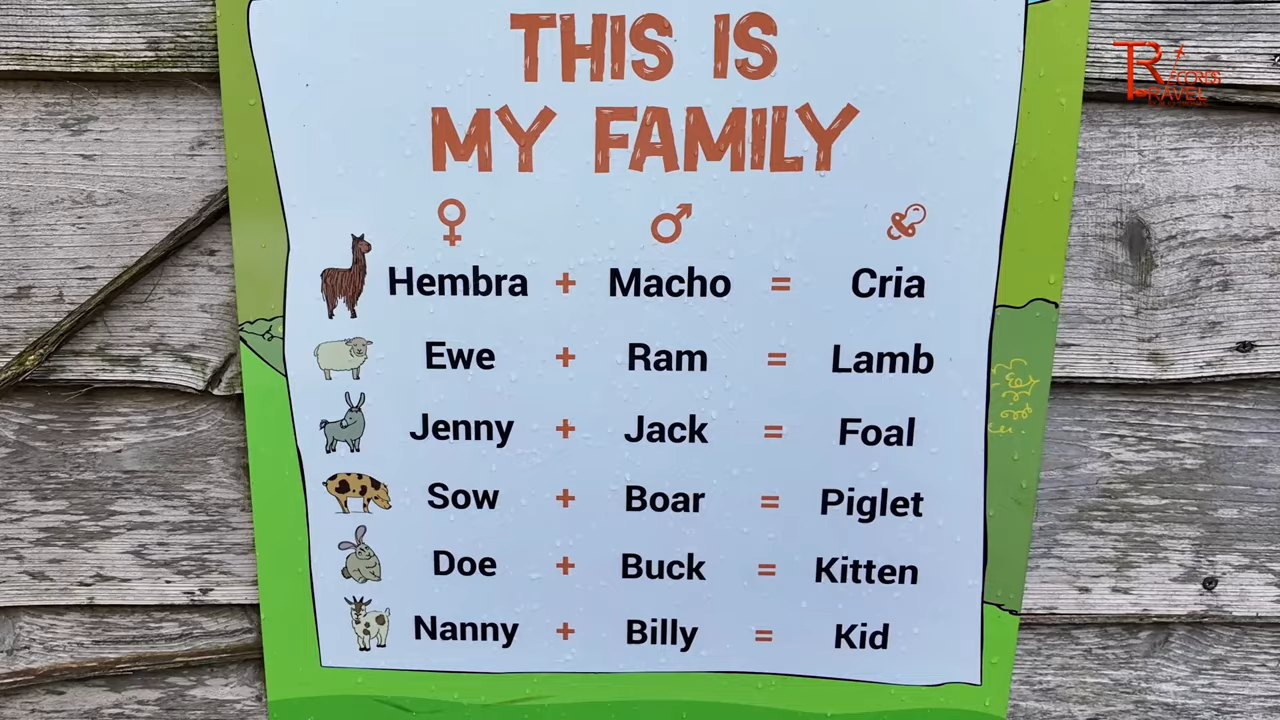 THIS IS
MY FAMILY
Hembra + Macho = Cria
Ewe + Ram = Lamb
Jenny + Jack = Foal
Sow + Boar = Piglet
Doe + Buck = Kitten
Nanny + Billy = Kid